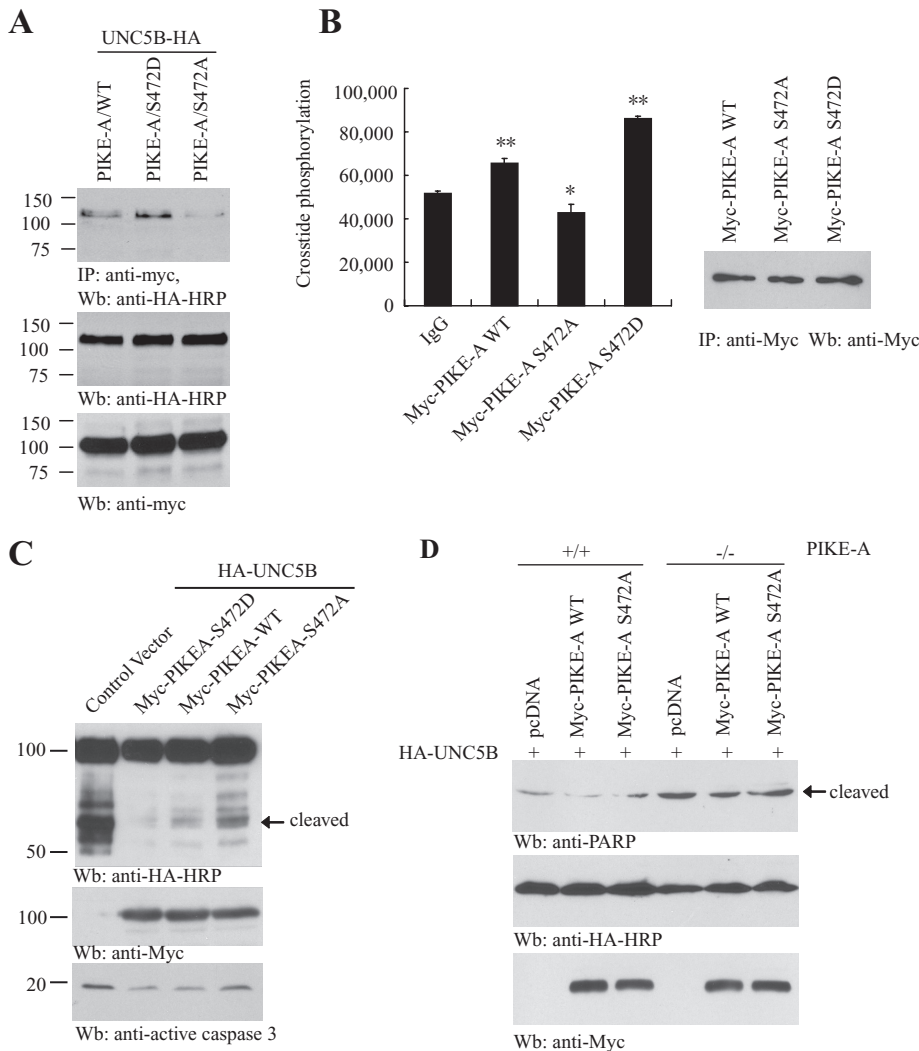 A
UNC5B-HA
PIKE-A/WT
PIKE-A/S472D
PIKE-A/S472A
150
100
75
IP: anti-myc,
Wb: anti-HA-HRP
150
100
75
Wb: anti-HA-HRP
150
100
75
Wb: anti-myc
B
Crosstide phosphorylation
100,000
80,000
60,000
40,000
20,000
0
**
*
**
IgG
Myc-PIKE-A WT
Myc-PIKE-A S472A
Myc-PIKE-A S472D
Myc-PIKE-A WT
Myc-PIKE-A S472A
Myc-PIKE-A S472D
IP: anti-Myc Wb: anti-Myc
C
HA-UNC5B
Control Vector
Myc-PIKEA-S472D
Myc-PIKEA-WT
Myc-PIKEA-S472A
100
50
cleaved
Wb: anti-HA-HRP
100
Wb: anti-Myc
20
Wb: anti-active caspase 3
D
+/+ -/- PIKE-A
pcDNA
Myc-PIKE-A WT
Myc-PIKE-A S472A
pcDNA
Myc-PIKE-A WT
Myc-PIKE-A S472A
HA-UNC5B + + + + + +
cleaved
Wb: anti-PARP
Wb: anti-HA-HRP
Wb: anti-Myc